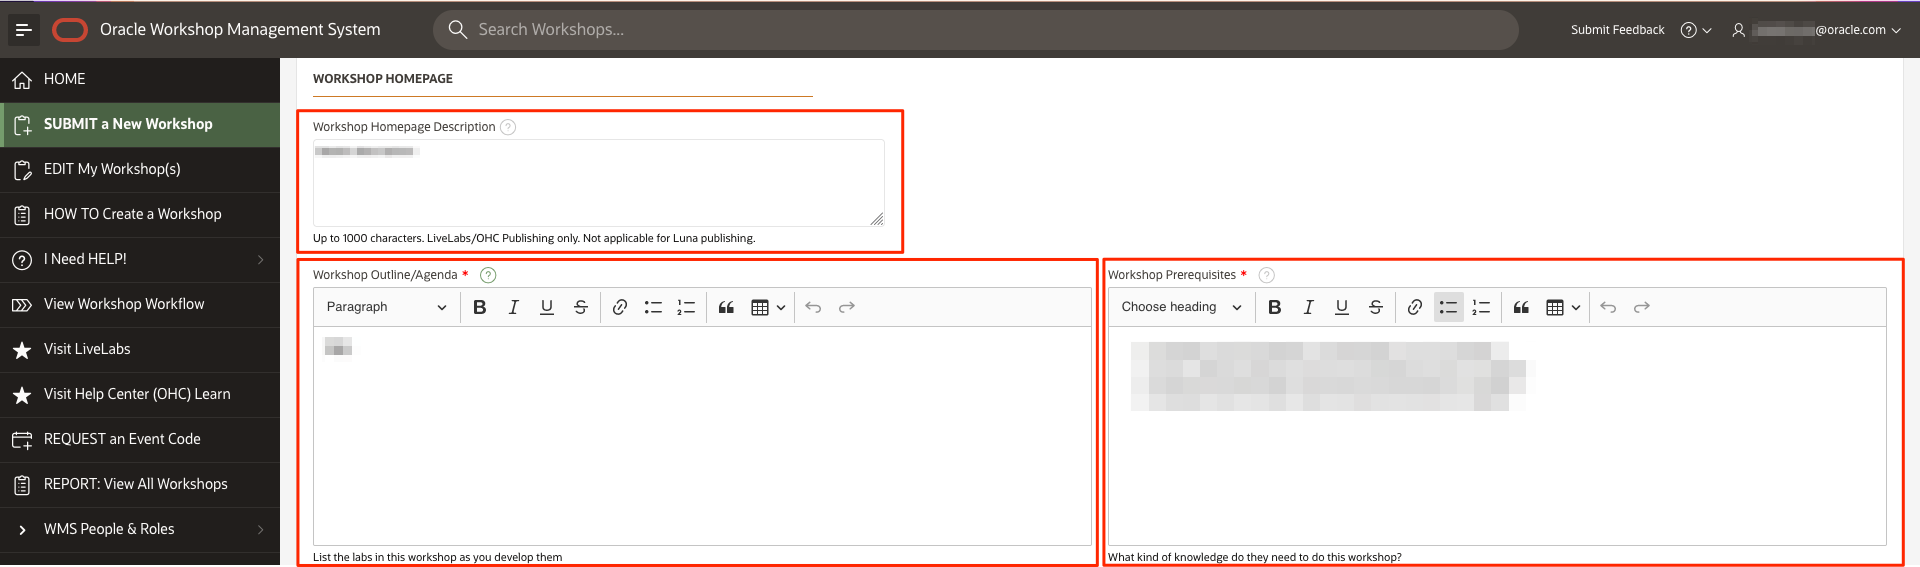 Oracle Workshop Management System
Search Workshops...
Submit Feedback
@oracle.com
HOME
SUBMIT a New Workshop
EDIT My Workshop(s)
HOW TO Create a Workshop
I Need HELP!
View Workshop Workflow
Visit LiveLabs
Visit Help Center (OHC) Learn
REQUEST an Event Code
REPORT: View All Workshops
WMS People & Roles
WORKSHOP HOMEPAGE
Workshop Homepage Description ?
Up to 1000 characters. LiveLabs/OHC Publishing only. Not applicable for Luna publishing.
Workshop Outline/Agenda * ?
Paragraph B I U S
List the labs in this workshop as you develop them
Workshop Prerequisites * ?
Choose heading B I U S
What kind of knowledge do they need to do this workshop?